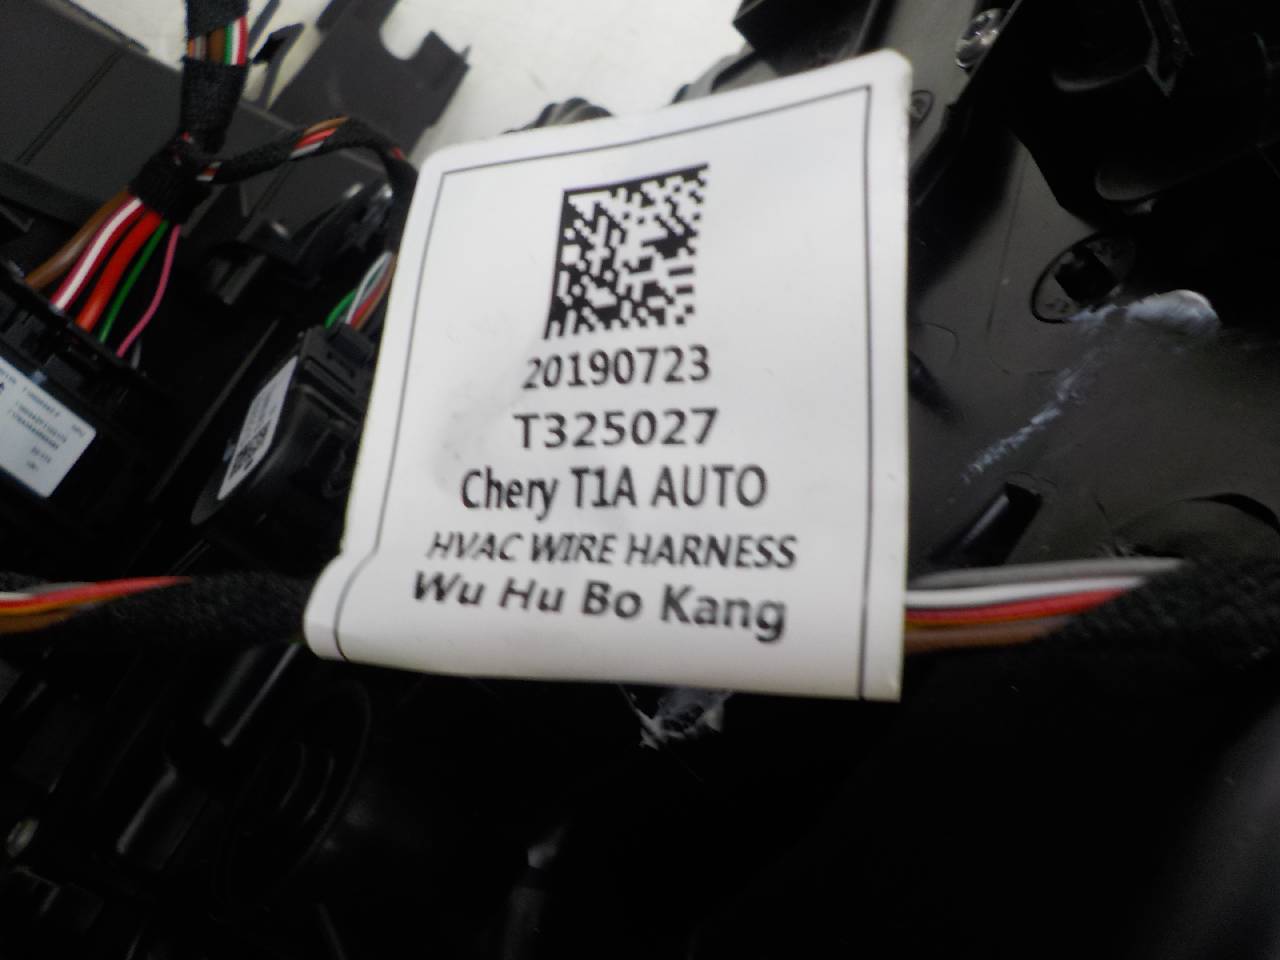 20190723
T325027
Chery T1A AUTO
HVAC WIRE HARNESS
Wu Hu Bo Kang